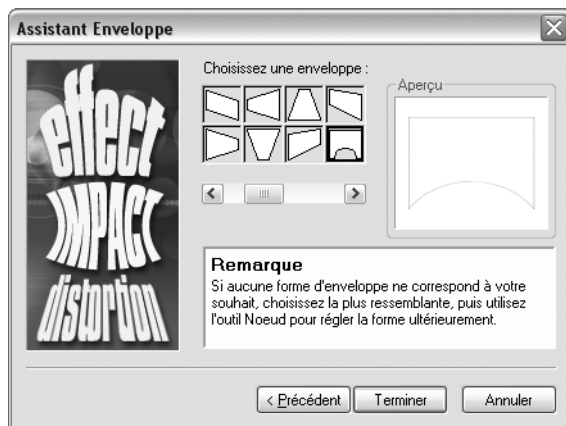 Assistant Enveloppe
effect
IMPACT
distortion
Choisissez une enveloppe :
Aperçu
Remarque
Si aucune forme d'enveloppe ne correspond à votre
souhait, choisissez la plus ressemblante, puis utilisez
l'outil Noeud pour régler la forme ultérieurement.
< Précédent
Terminer
Annuler